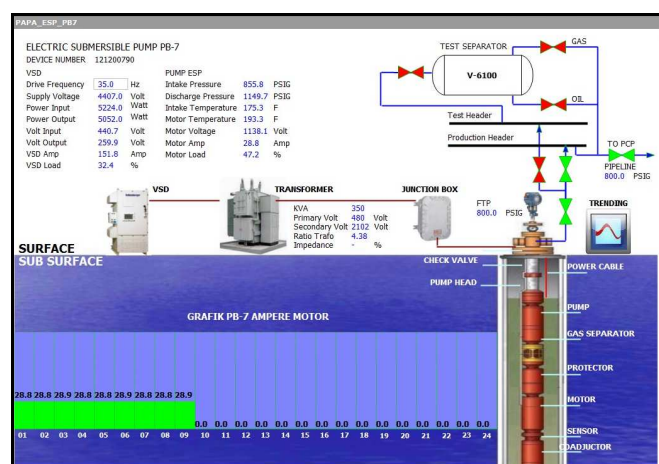 PAPA_ESP_PB7
ELECTRIC SUBMERSIBLE PUMP PB-7
DEVICE NUMBER 121200790
VSD PUMP ESP
Drive Frequency 35.0 Hz Intake Pressure 855.8 PSIG
Supply Voltage 4407.0 Volt Discharge Pressure 1149.7 PSIG
Power Input 5224.0 Watt Intake Temperature 175.3 F
Power Output 5052.0 Watt Motor Temperature 193.3 F
Volt Input 440.7 Volt Motor Voltage 1138.1 Volt
Volt Output 259.9 Volt Motor Amp 28.8 Amp
VSD Amp 151.8 Amp Motor Load 47.2 %
VSD Load 32.4 %
TEST SEPARATOR
GAS
V-6100
OIL
Test Header
Production Header
TO PCP
PIPELINE
800.0 PSIG
VSD
TRANSFORMER
JUNCTION BOX
KVA 350
Primary Volt 480 Volt
Secondary Volt 2102 Volt
Ratio Trafo 4.38
Impedance - %
FTP
800.0 PSIG
TRENDING
SURFACE
SUB SURFACE
CHECK VALVE
POWER CABLE
PUMP HEAD
PUMP
GAS SEPARATOR
PROTECTOR
MOTOR
SENSOR
COADJUCTOR
GRAFIK PB-7 AMPERE MOTOR
28.8 28.8 28.9 28.8 28.8 28.9 28.8 28.8 28.9 0.0 0.0 0.0 0.0 0.0 0.0 0.0 0.0 0.0 0.0 0.0 0.0 0.0 0.0 0.0
01 02 03 04 05 06 07 08 09 10 11 12 13 14 15 16 17 18 19 20 21 22 23 24